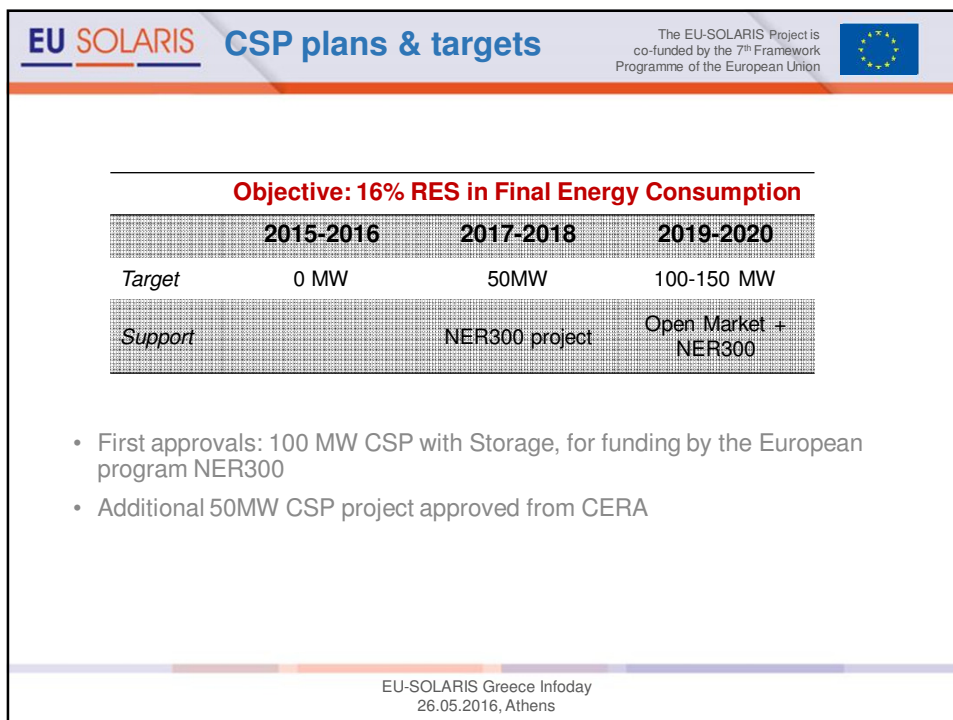 EU SOLARIS
CSP plans & targets
The EU-SOLARIS Project is
co-funded by the 7th Framework
Programme of the European Union
Objective: 16% RES in Final Energy Consumption
2015-2016 2017-2018 2019-2020
Target 0 MW 50MW 100-150 MW
Support NER300 project Open Market +
NER300
• First approvals: 100 MW CSP with Storage, for funding by the European
program NER300
• Additional 50MW CSP project approved from CERA
EU-SOLARIS Greece Infoday
26.05.2016, Athens